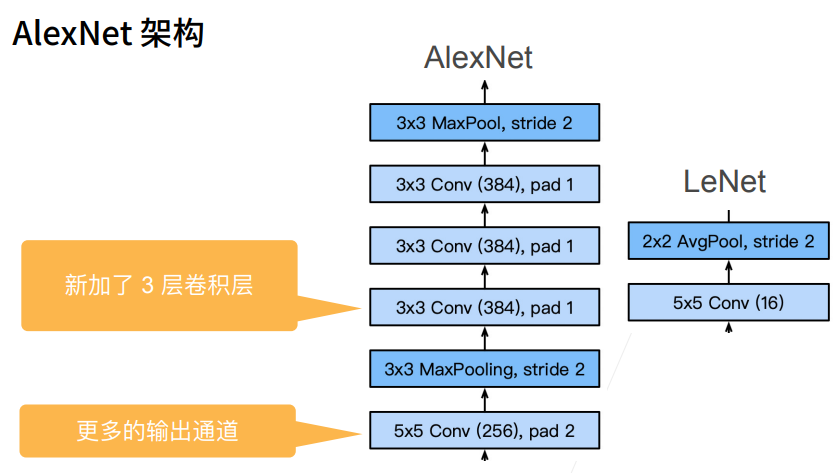 AlexNet 架构
AlexNet
3x3 MaxPool, stride 2
3x3 Conv (384), pad 1
3x3 Conv (384), pad 1
3x3 Conv (384), pad 1
3x3 MaxPooling, stride 2
5x5 Conv (256), pad 2
新加了 3 层卷积层
更多的输出通道
LeNet
2x2 AvgPool, stride 2
5x5 Conv (16)